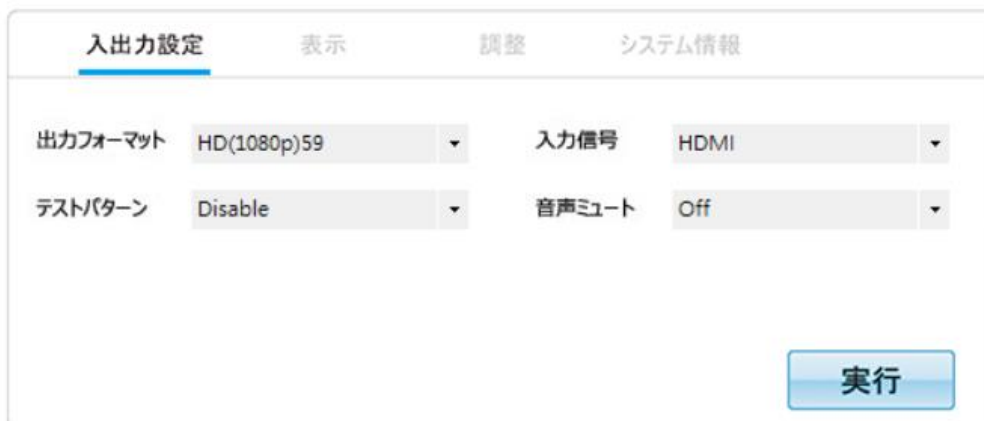 入出力設定 表示 調整 システム情報
出力フォーマット HD(1080p)59 入力信号 HDMI
テストパターン Disable 音声ミュート Off
実行